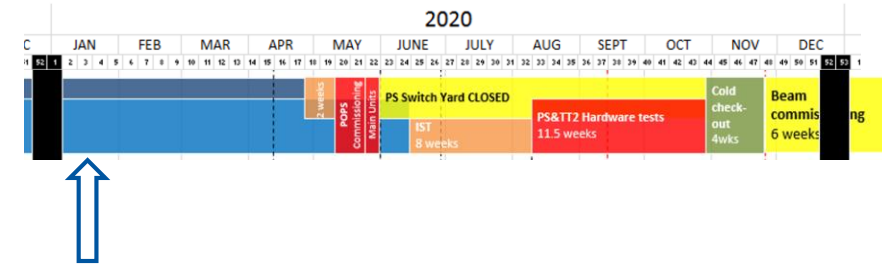 2020
C JAN FEB MAR APR MAY JUNE JULY AUG SEPT OCT NOV DEC
51 52 1 2 3 4 5 6 7 8 9 10 11 12 13 14 15 16 17 18 19 20 21 22 23 24 25 26 27 28 29 30 31 32 33 34 35 36 37 38 39 40 41 42 43 44 45 46 47 48 49 50 51 52 53 1
2 weeks
POPS
Commissioning
Main Units
PS Switch Yard CLOSED
IST
8 weeks
PS&TT2 Hardware tests
11.5 weeks
Cold
check-
out
4wks
Beam
commis ng
6 weeks